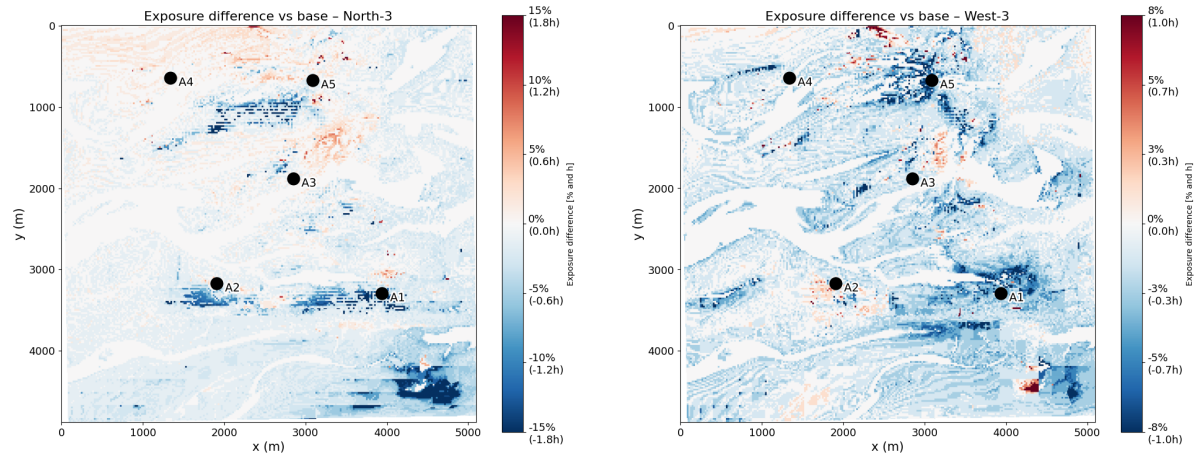 Exposure difference vs base – North-3
15%
(1.8h)
10%
(1.2h)
5%
(0.6h)
0%
(0.0h)
-5%
(-0.6h)
-10%
(-1.2h)
-15%
(-1.8h)
Exposure difference [% and h]
0
1000
2000
3000
4000
y (m)
A4
A5
A3
A2
A1
0
1000
2000
3000
4000
5000
x (m)
Exposure difference vs base – West-3
8%
(1.0h)
5%
(0.7h)
3%
(0.3h)
0%
(0.0h)
-3%
(-0.3h)
-5%
(-0.7h)
-8%
(-1.0h)
Exposure difference [% and h]
0
1000
2000
3000
4000
y (m)
A4
A5
A3
A2
A1
0
1000
2000
3000
4000
5000
x (m)